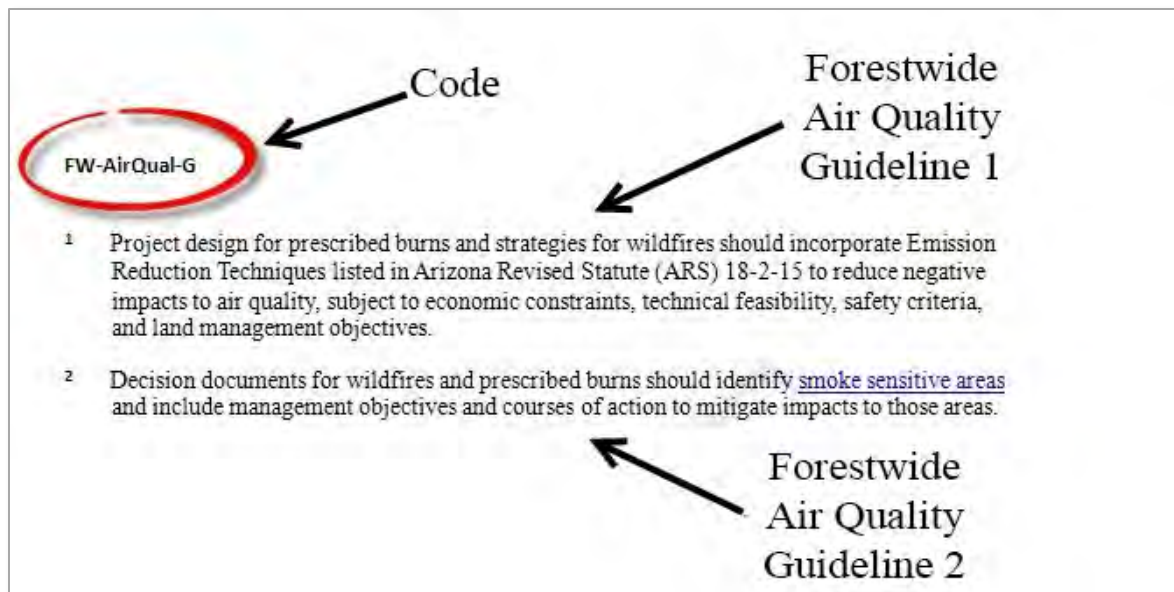 Code
Forestwide
Air Quality
Guideline 1
FW-AirQual-G
1 Project design for prescribed burns and strategies for wildfires should incorporate Emission
Reduction Techniques listed in Arizona Revised Statute (ARS) 18-2-15 to reduce negative
impacts to air quality, subject to economic constraints, technical feasibility, safety criteria,
and land management objectives.
2 Decision documents for wildfires and prescribed burns should identify smoke sensitive areas
and include management objectives and courses of action to mitigate impacts to those areas.
Forestwide
Air Quality
Guideline 2